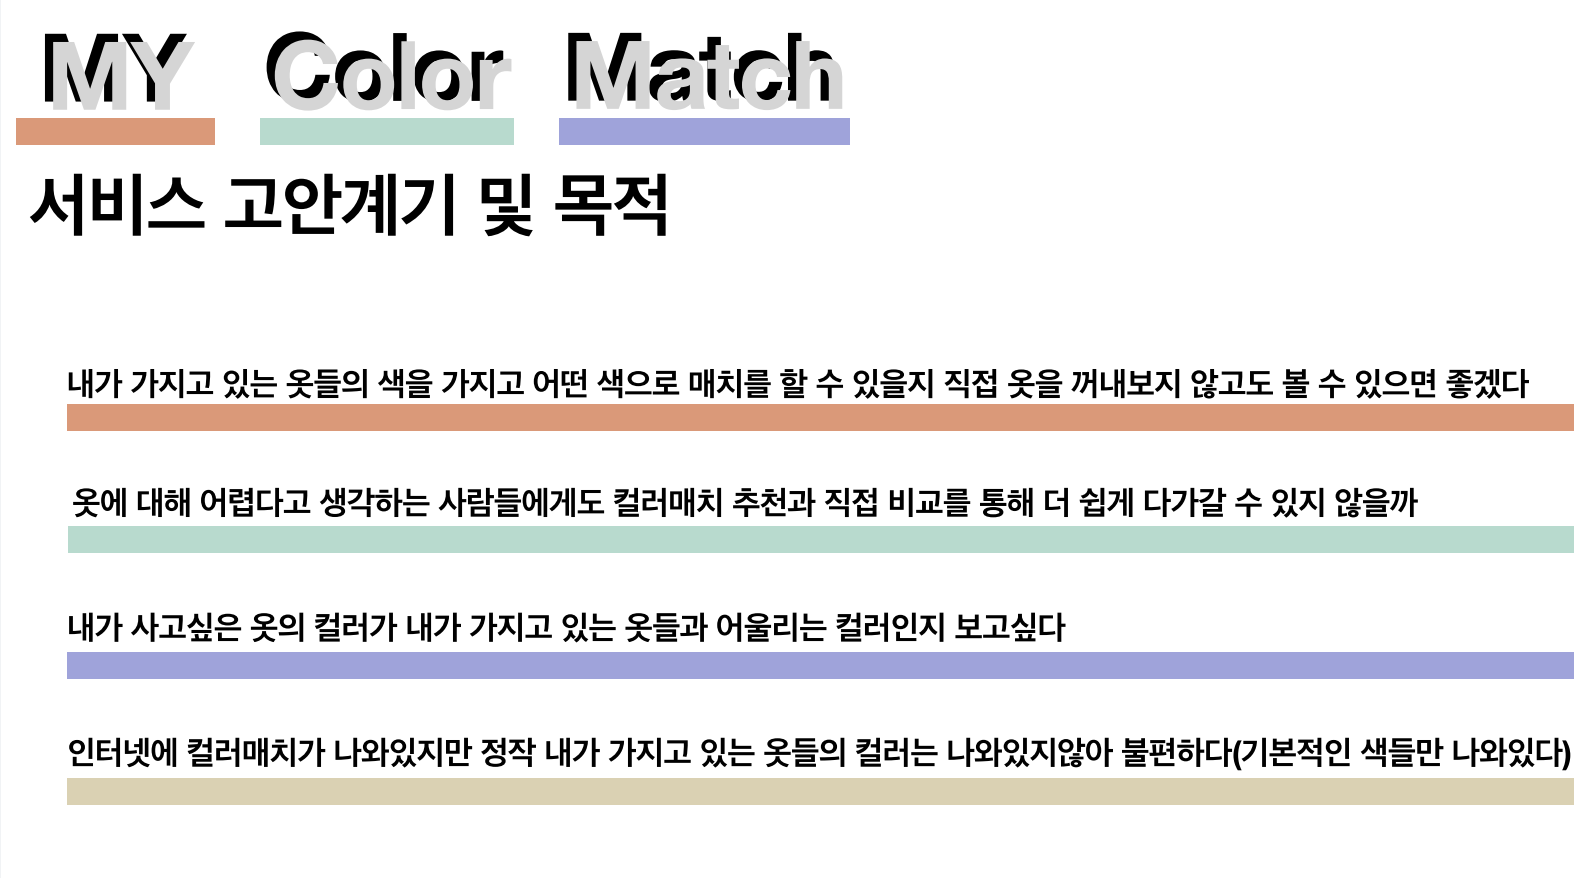 MY Color Match
서비스 고안계기 및 목적
내가 가지고 있는 옷들의 색을 가지고 어떤 색으로 매치를 할 수 있을지 직접 옷을 꺼내보지 않고도 볼 수 있으면 좋겠다
옷에 대해 어렵다고 생각하는 사람들에게도 컬러매치 추천과 직접 비교를 통해 더 쉽게 다가갈 수 있지 않을까
내가 사고싶은 옷의 컬러가 내가 가지고 있는 옷들과 어울리는 컬러인지 보고싶다
인터넷에 컬러매치가 나와있지만 정작 내가 가지고 있는 옷들의 컬러는 나와있지않아 불편하다(기본적인 색들만 나와있다)